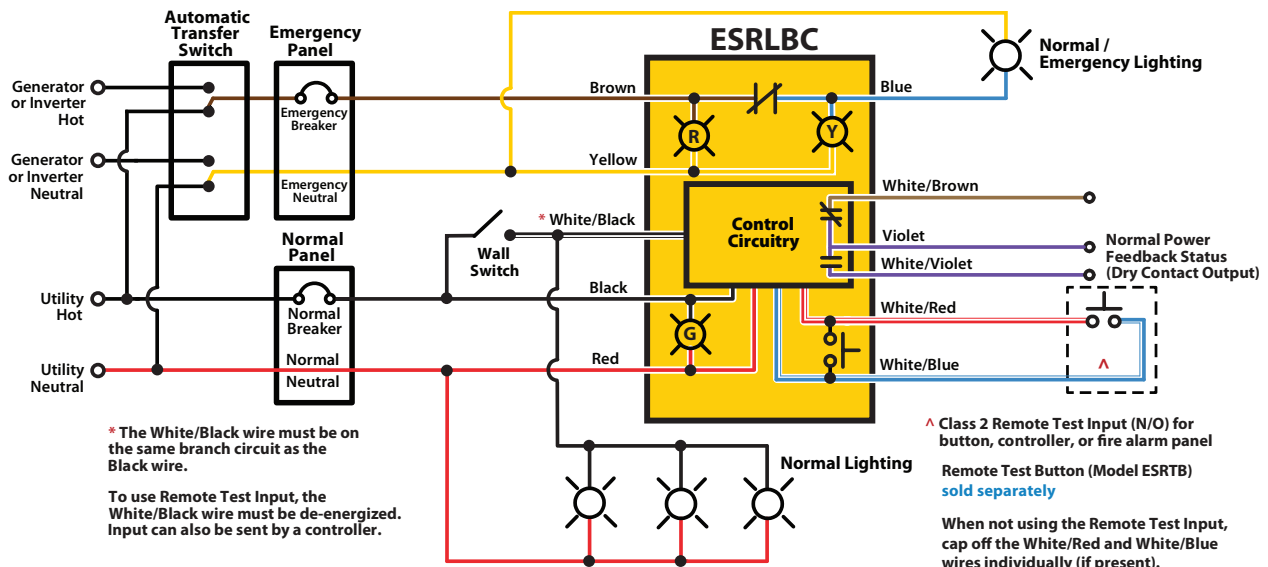 Automatic
Transfer
Switch
Emergency
Panel
ESRLBC
Normal /
Emergency Lighting
Generator
or Inverter
Hot
Emergency
Breaker
Brown
Blue
R
Y
Generator
or Inverter
Neutral
Emergency
Neutral
Yellow
White/Brown
* White/Black
Control
Circuitry
Violet
White/Violet
Normal Power
Feedback Status
(Dry Contact Output)
Normal
Panel
Wall
Switch
Utility
Hot
Normal
Breaker
Black
G
White/Red
Utility
Neutral
Normal
Neutral
Red
White/Blue
^
* The White/Black wire must be on
the same branch circuit as the
Black wire.
To use Remote Test Input, the
White/Black wire must be de-energized.
Input can also be sent by a controller.
Normal Lighting
^ Class 2 Remote Test Input (N/O) for
button, controller, or fire alarm panel
Remote Test Button (Model ESRTB)
sold separately
When not using the Remote Test Input,
cap off the White/Red and White/Blue
wires individually (if present).